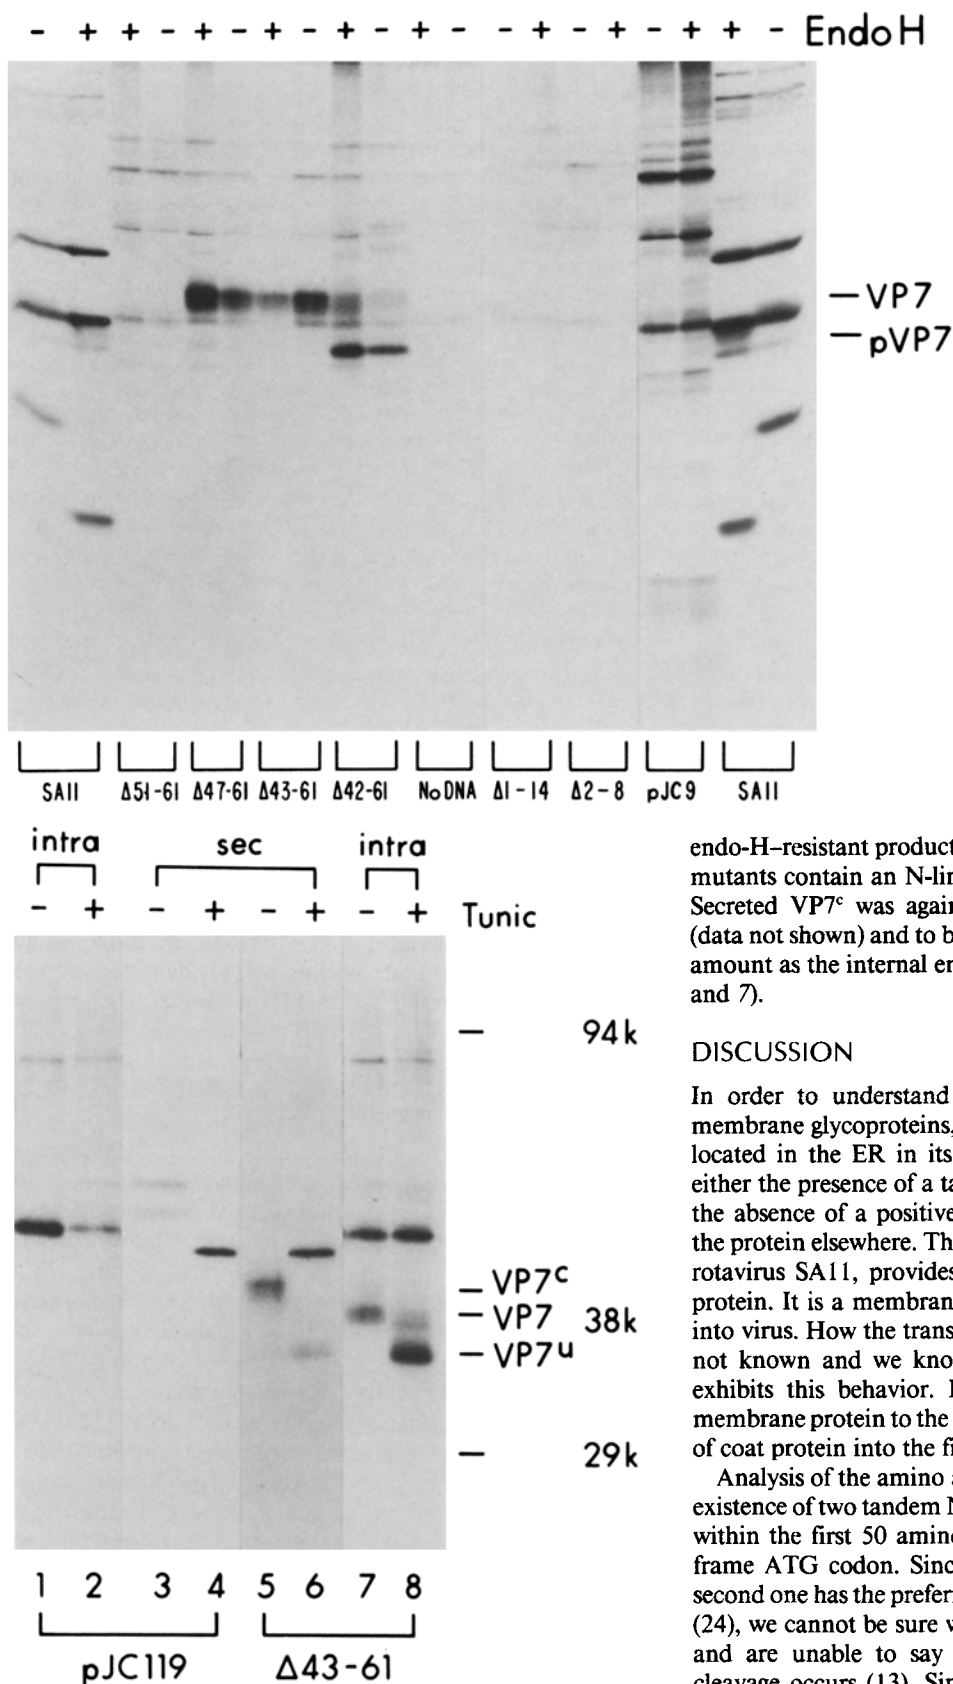 - + + - + - + - + - + - - + - + - + + - Endo H
VP7
pVP7
SA11 Δ51-61 Δ47-61 Δ43-61 Δ42-61 No DNA Δ1-14 Δ2-8 pJC9 SA11
intra sec intra
- + - + - + - + Tunic
94k
VP7c
VP7 38k
VP7u
29k
1 2 3 4 5 6 7 8
pJC119 Δ43-61
endo-H–resistant product
mutants contain an N-lin
Secreted VP7c was agai
(data not shown) and to b
amount as the internal er
and 7).
DISCUSSION
In order to understand
membrane glycoproteins,
located in the ER in its
either the presence of a ta
the absence of a positive
the protein elsewhere. Th
rotavirus SA11, provides
protein. It is a membran
into virus. How the trans
not known and we kno
exhibits this behavior. I
membrane protein to the
of coat protein into the fi
Analysis of the amino a
existence of two tandem N
within the first 50 amin
frame ATG codon. Sinc
second one has the prefer
(24), we cannot be sure v
and are unable to say
cleavage occurs (13). Sin